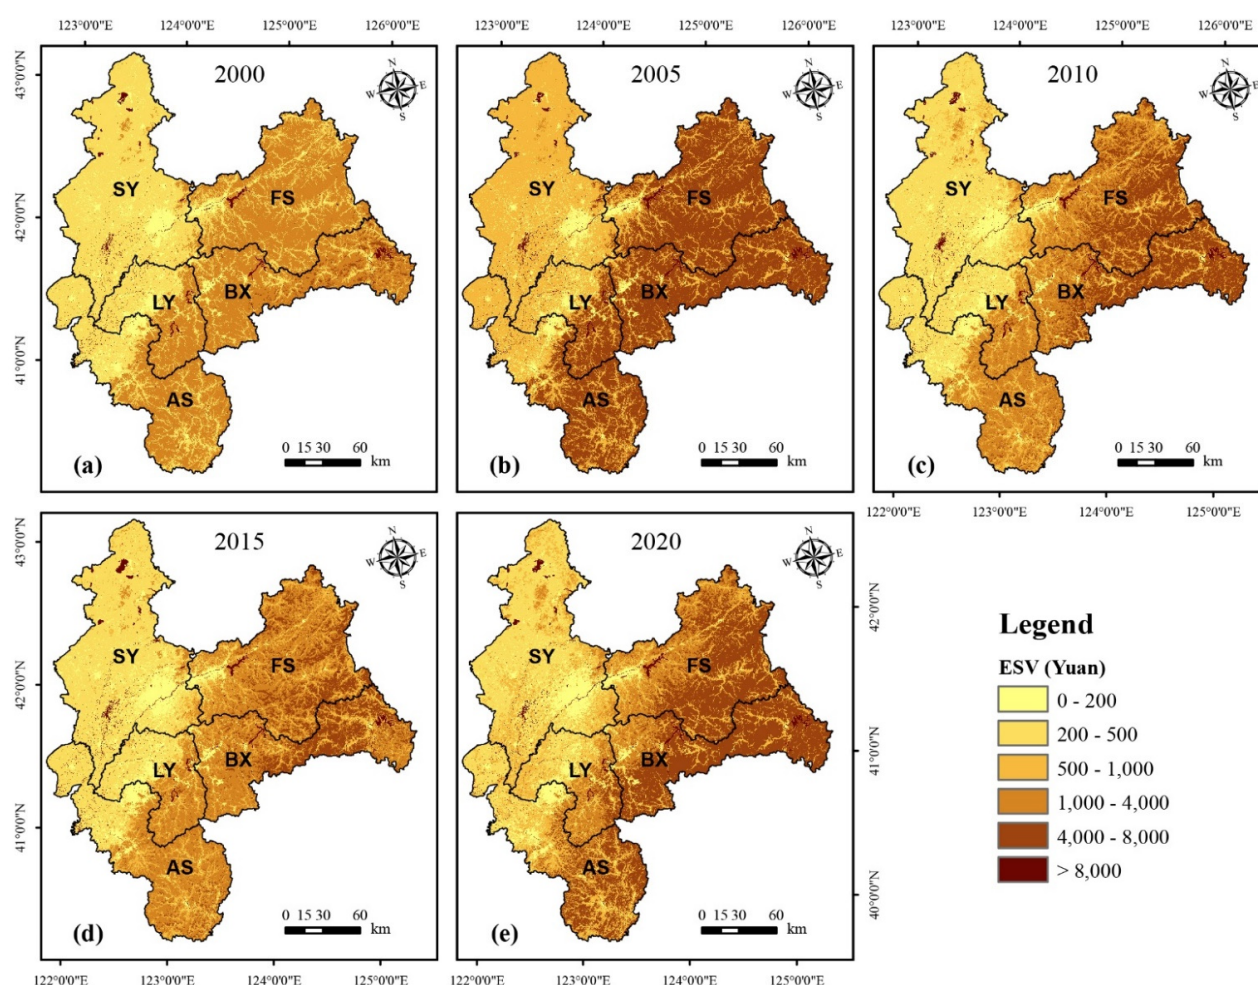 123°0'0"E 124°0'0"E 125°0'0"E 126°0'0"E 123°0'0"E 124°0'0"E 125°0'0"E 126°0'0"E 123°0'0"E 124°0'0"E 125°0'0"E 126°0'0"E
43°0'0"N 42°0'0"N 41°0'0"N
2000
N
W E
S
SY
FS
LY
BX
AS
0 15 30 60
km
(a)
2005
N
W E
S
SY
FS
LY
BX
AS
0 15 30 60
km
(b)
2010
N
W E
S
SY
FS
LY
BX
AS
0 15 30 60
km
(c)
122°0'0"E 123°0'0"E 124°0'0"E 125°0'0"E
43°0'0"N 42°0'0"N 41°0'0"N
2015
N
W E
S
SY
FS
LY
BX
AS
0 15 30 60
km
(d)
2020
N
W E
S
SY
FS
LY
BX
AS
0 15 30 60
km
(e)
42°0'0"N 41°0'0"N 40°0'0"N
122°0'0"E 123°0'0"E 124°0'0"E 125°0'0"E 122°0'0"E 123°0'0"E 124°0'0"E 125°0'0"E
Legend
ESV (Yuan)
0 - 200
200 - 500
500 - 1,000
1,000 - 4,000
4,000 - 8,000
> 8,000